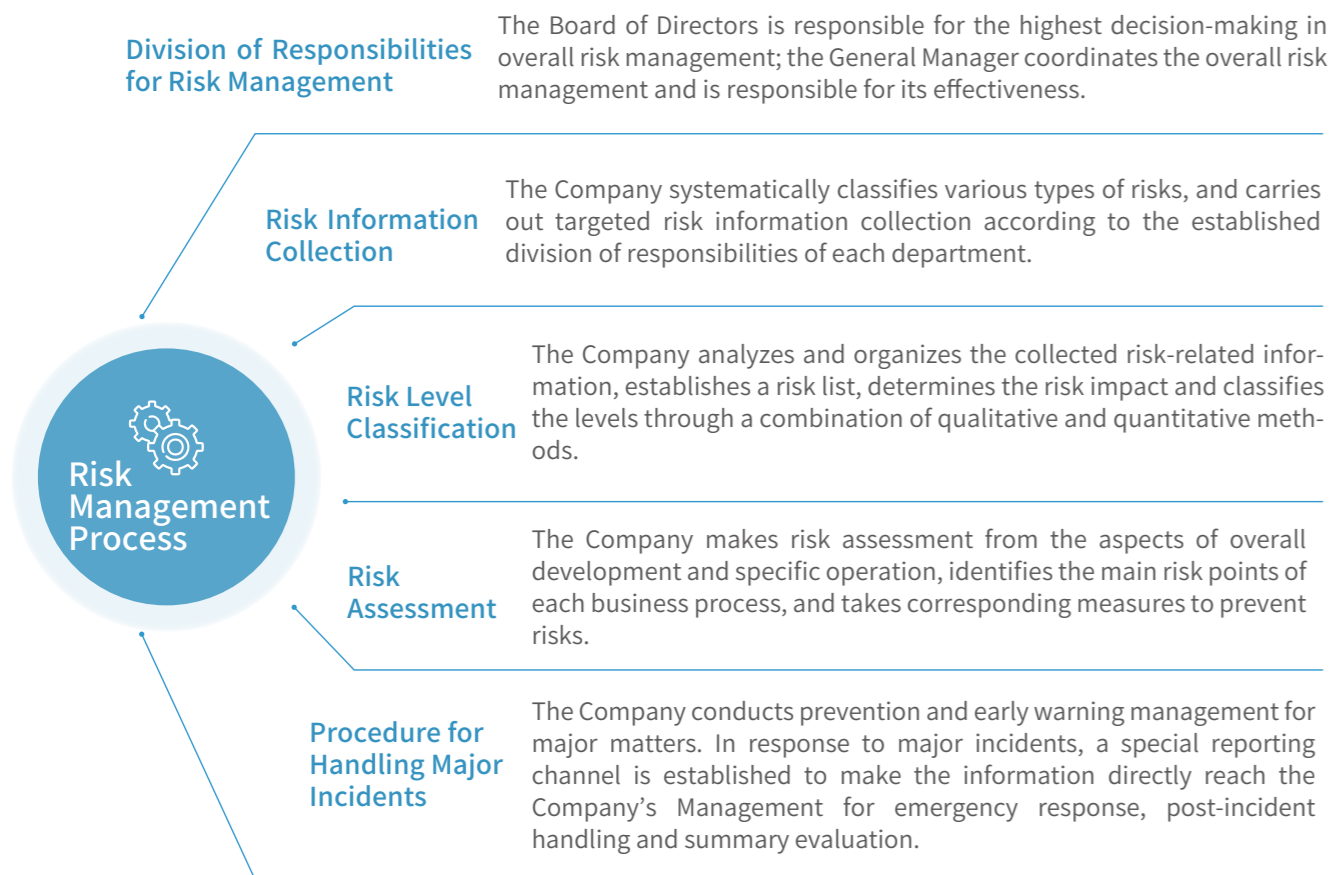 Division of Responsibilities
for Risk Management
The Board of Directors is responsible for the highest decision-making in
overall risk management; the General Manager coordinates the overall risk
management and is responsible for its effectiveness.
Risk Information
Collection
The Company systematically classifies various types of risks, and carries
out targeted risk information collection according to the established
division of responsibilities of each department.
Risk Level
Classification
The Company analyzes and organizes the collected risk-related infor-
mation, establishes a risk list, determines the risk impact and classifies
the levels through a combination of qualitative and quantitative meth-
ods.
Risk
Management
Process
Risk
Assessment
The Company makes risk assessment from the aspects of overall
development and specific operation, identifies the main risk points of
each business process, and takes corresponding measures to prevent
risks.
Procedure for
Handling Major
Incidents
The Company conducts prevention and early warning management for
major matters. In response to major incidents, a special reporting
channel is established to make the information directly reach the
Company’s Management for emergency response, post-incident
handling and summary evaluation.